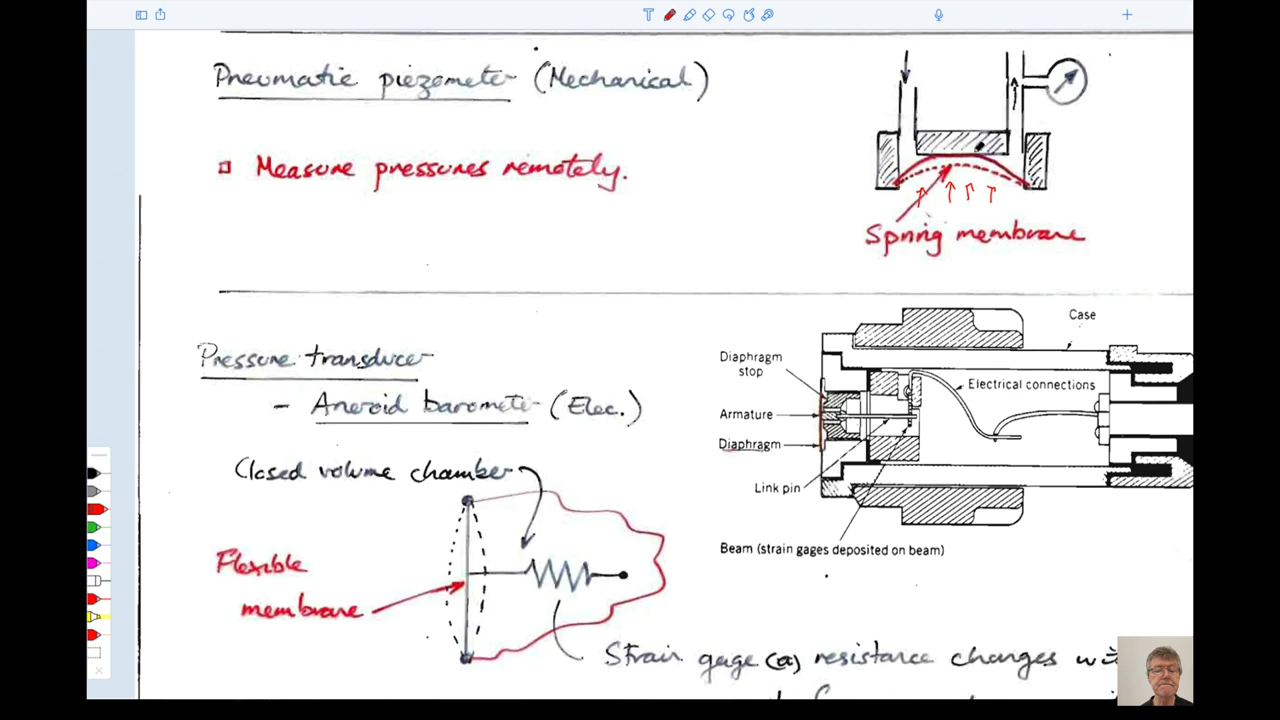 Pneumatic piezometer (Mechanical)
Measure pressures remotely.
Spring membrane
Pressure transducer
- Aneroid barometer (Elec.)
Closed volume chamber
Flexible
membrane
Strain gage (a) resistance changes
Case
Diaphragm
stop
Electrical connections
Armature
Diaphragm
Link pin
Beam (strain gages deposited on beam)